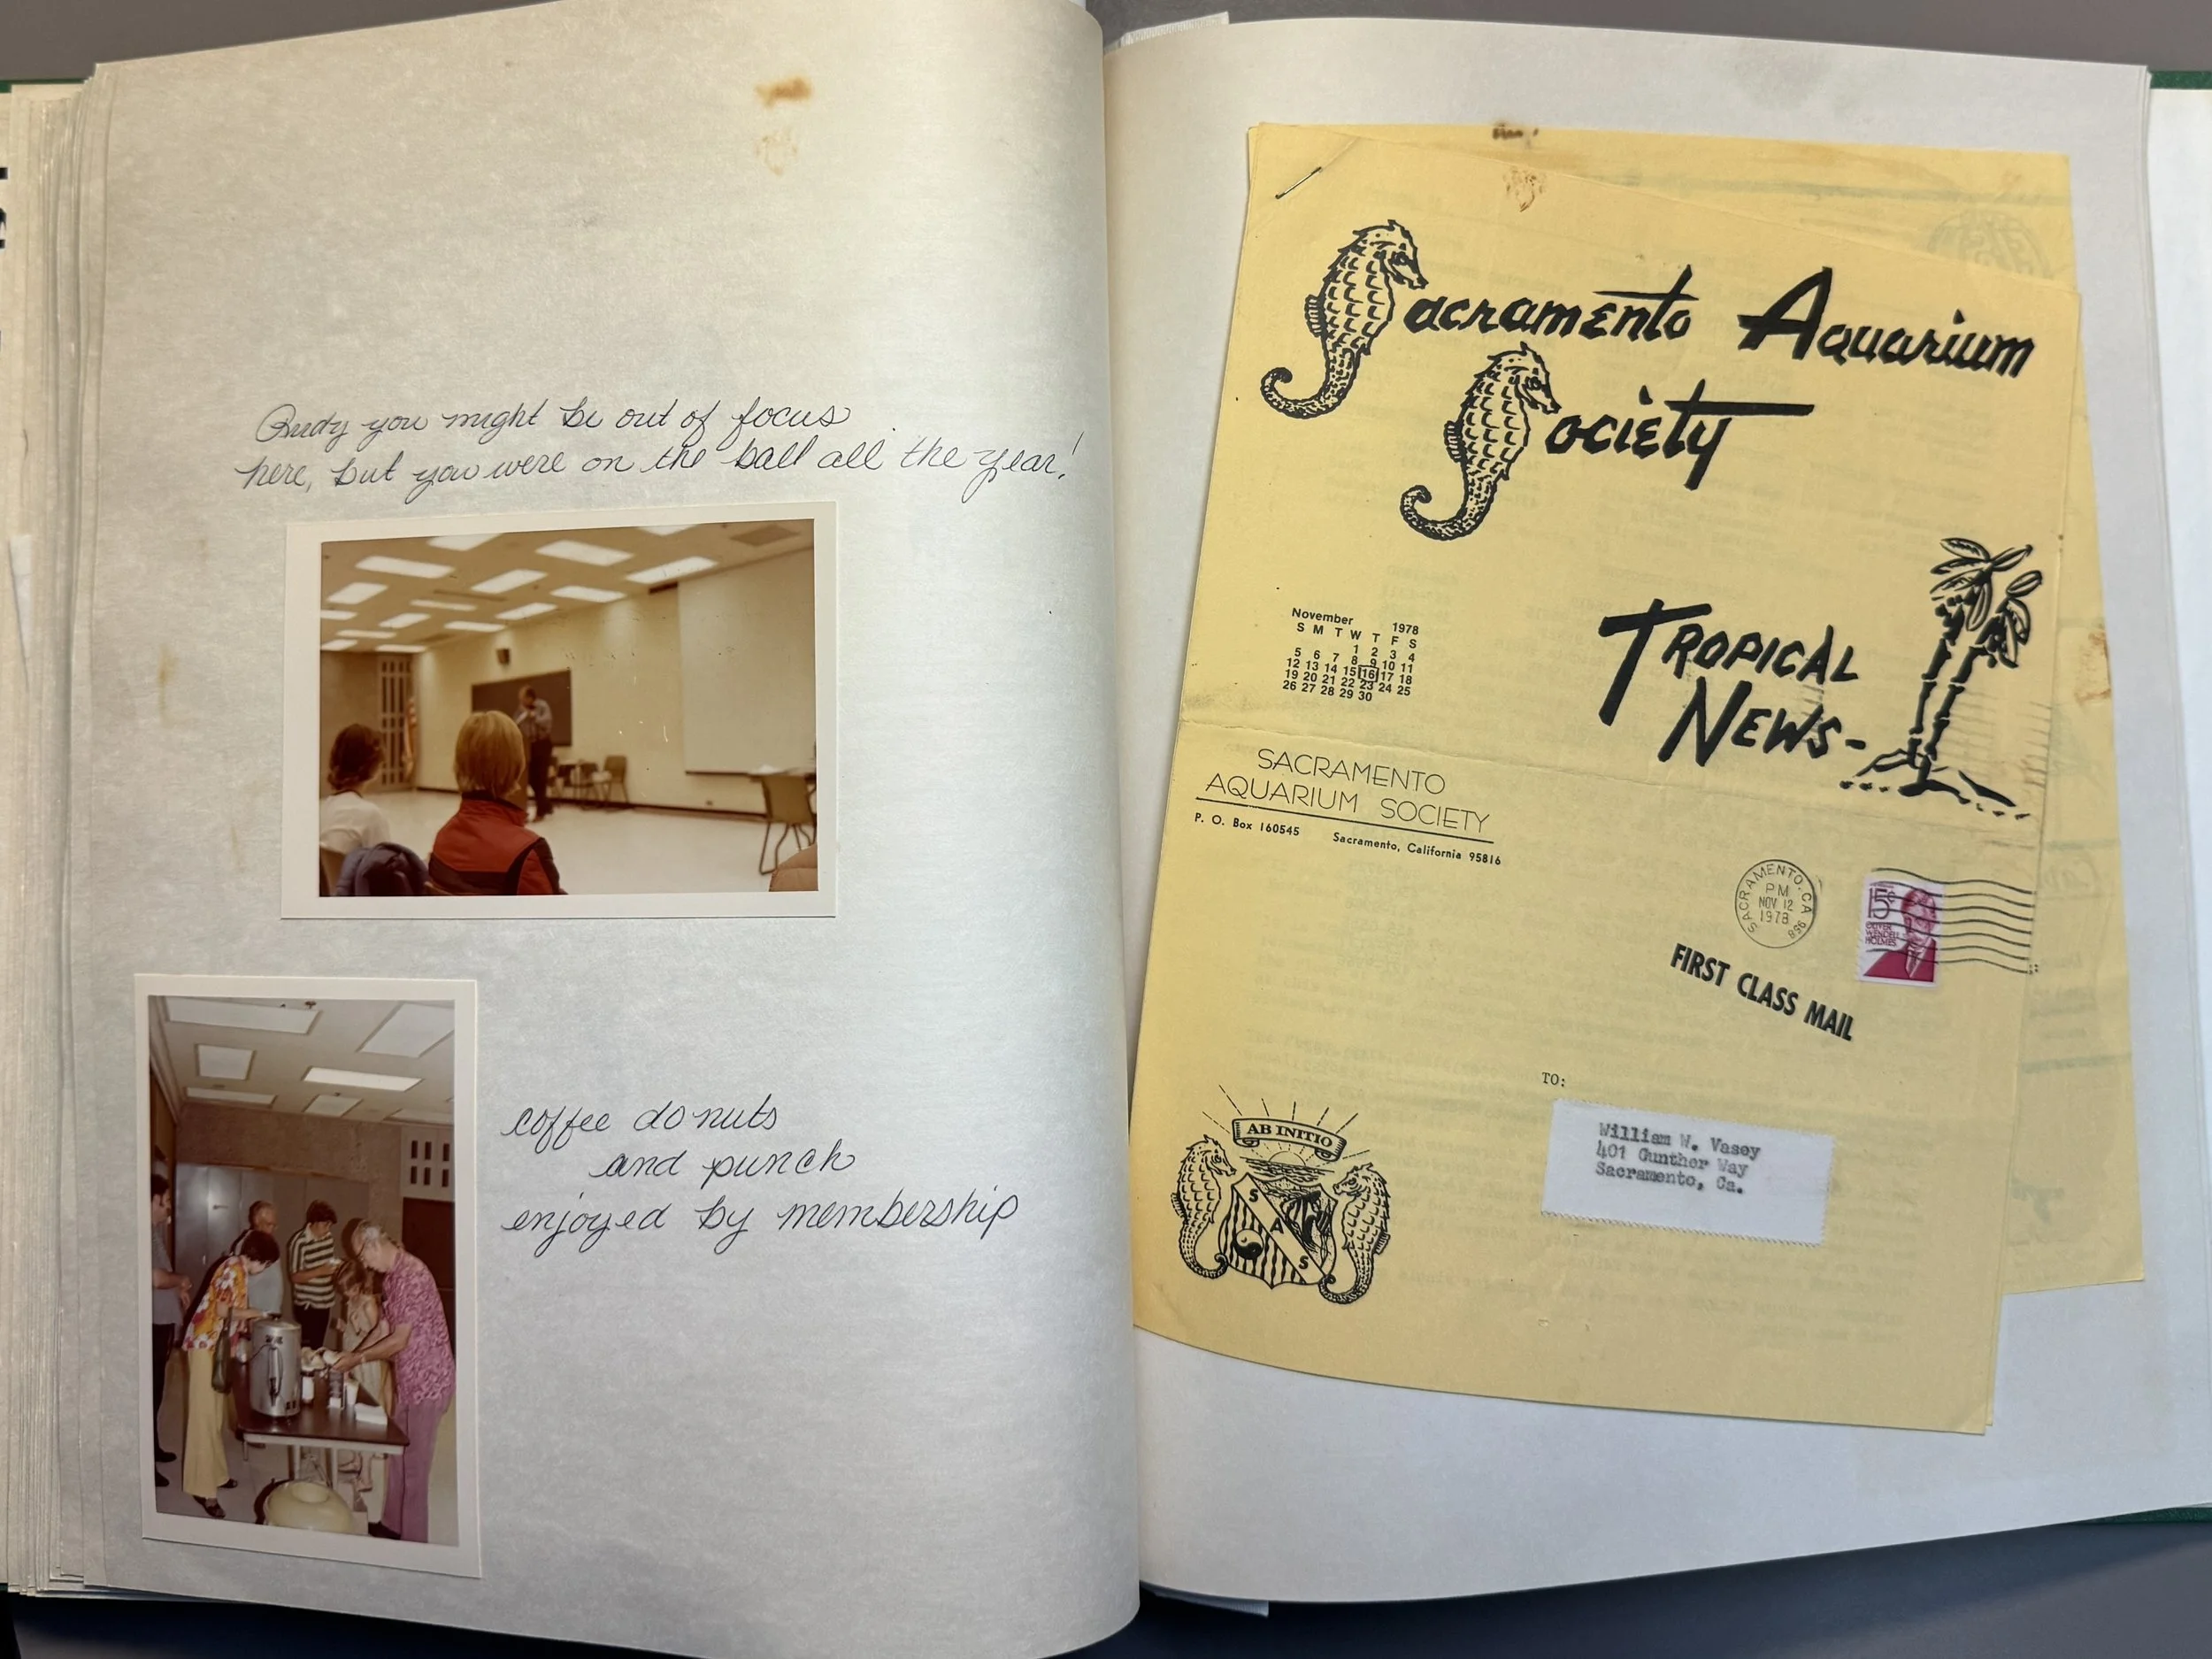 Rudy you might be out of focus
here, but you were on the ball all the year!
coffee donuts
and punch
enjoyed by membership
Sacramento Aquarium
Society
November 1978
S M T W T F S
1 2 3 4
5 6 7 8 9 10 11
12 13 14 15 16 17 18
19 20 21 22 23 24 25
26 27 28 29 30
TROPICAL
NEWS-
SACRAMENTO
AQUARIUM SOCIETY
P. O. Box 160545 Sacramento, California 95816
SACRAMENTO, CA 958
PM
NOV 12
1978
15¢
OLIVER
WENDELL
HOLMES
FIRST CLASS MAIL
TO:
William W. Vasey
401 Gunther Way
Sacramento, Ca.
AB INITIO
S
A
S